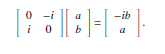 [ 0 -i ; i 0 ] [ a ; b ] = [ -ib ; a ].